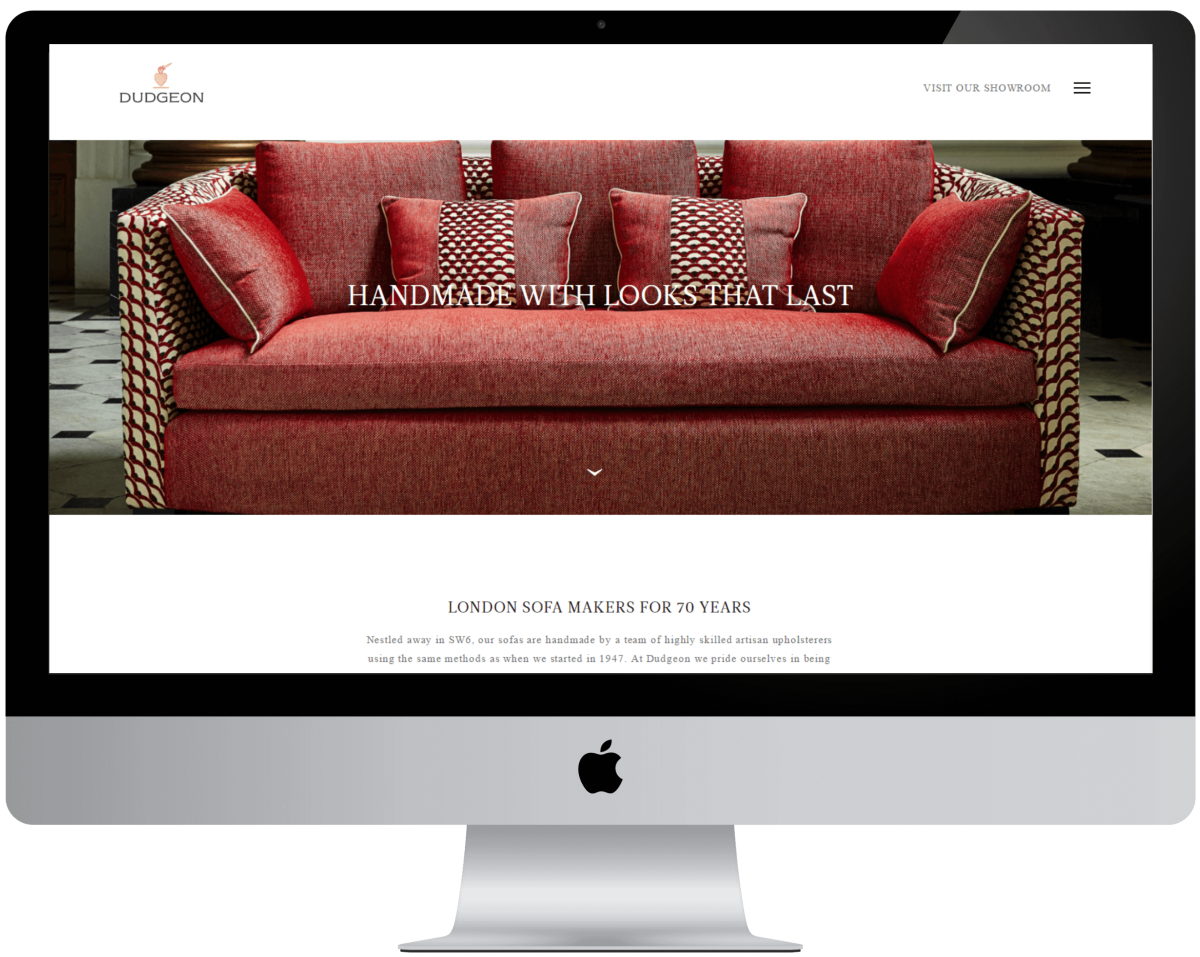 DUDGEON
VISIT OUR SHOWROOM
HANDMADE WITH LOOKS THAT LAST
LONDON SOFA MAKERS FOR 70 YEARS
Nestled away in SW6, our sofas are handmade by a team of highly skilled artisan upholsterers
using the same methods as when we started in 1947. At Dudgeon we pride ourselves in being